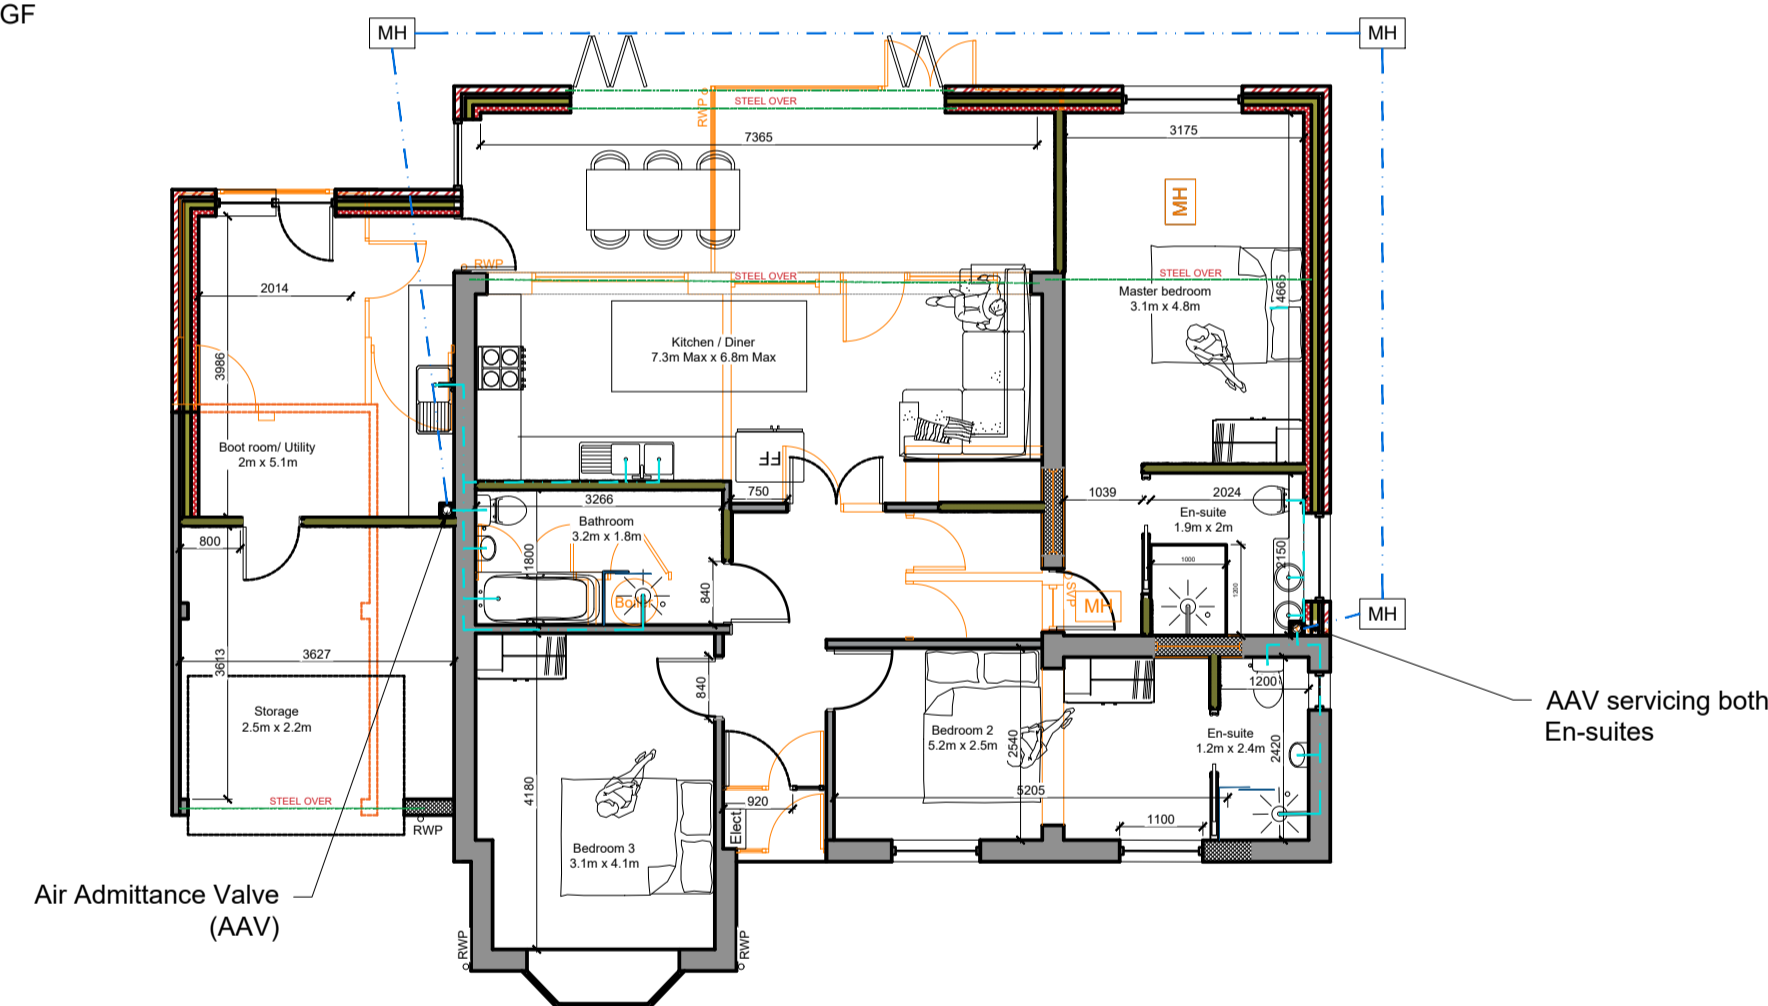 GF
MH
MH
STEEL OVER
RWP
7365
3175
MH
RWP
STEEL OVER
STEEL OVER
2014
Master bedroom
3.1m x 4.8m
4665
Kitchen / Diner
7.3m Max x 6.8m Max
3986
Boot room/ Utility
2m x 5.1m
FF
3266
750
1039
2024
Bathroom
3.2m x 1.8m
En-suite
1.9m x 2m
800
1800
1000
2150
1200
840
Boiler
SVP
MH
MH
3613
3627
840
1200
Storage
2.5m x 2.2m
Bedroom 2
5.2m x 2.5m
2540
En-suite
1.2m x 2.4m
2420
AAV servicing both
En-suites
STEEL OVER
RWP
4180
920
5205
Elect.
1100
Bedroom 3
3.1m x 4.1m
Air Admittance Valve
(AAV)
RWP
RWP